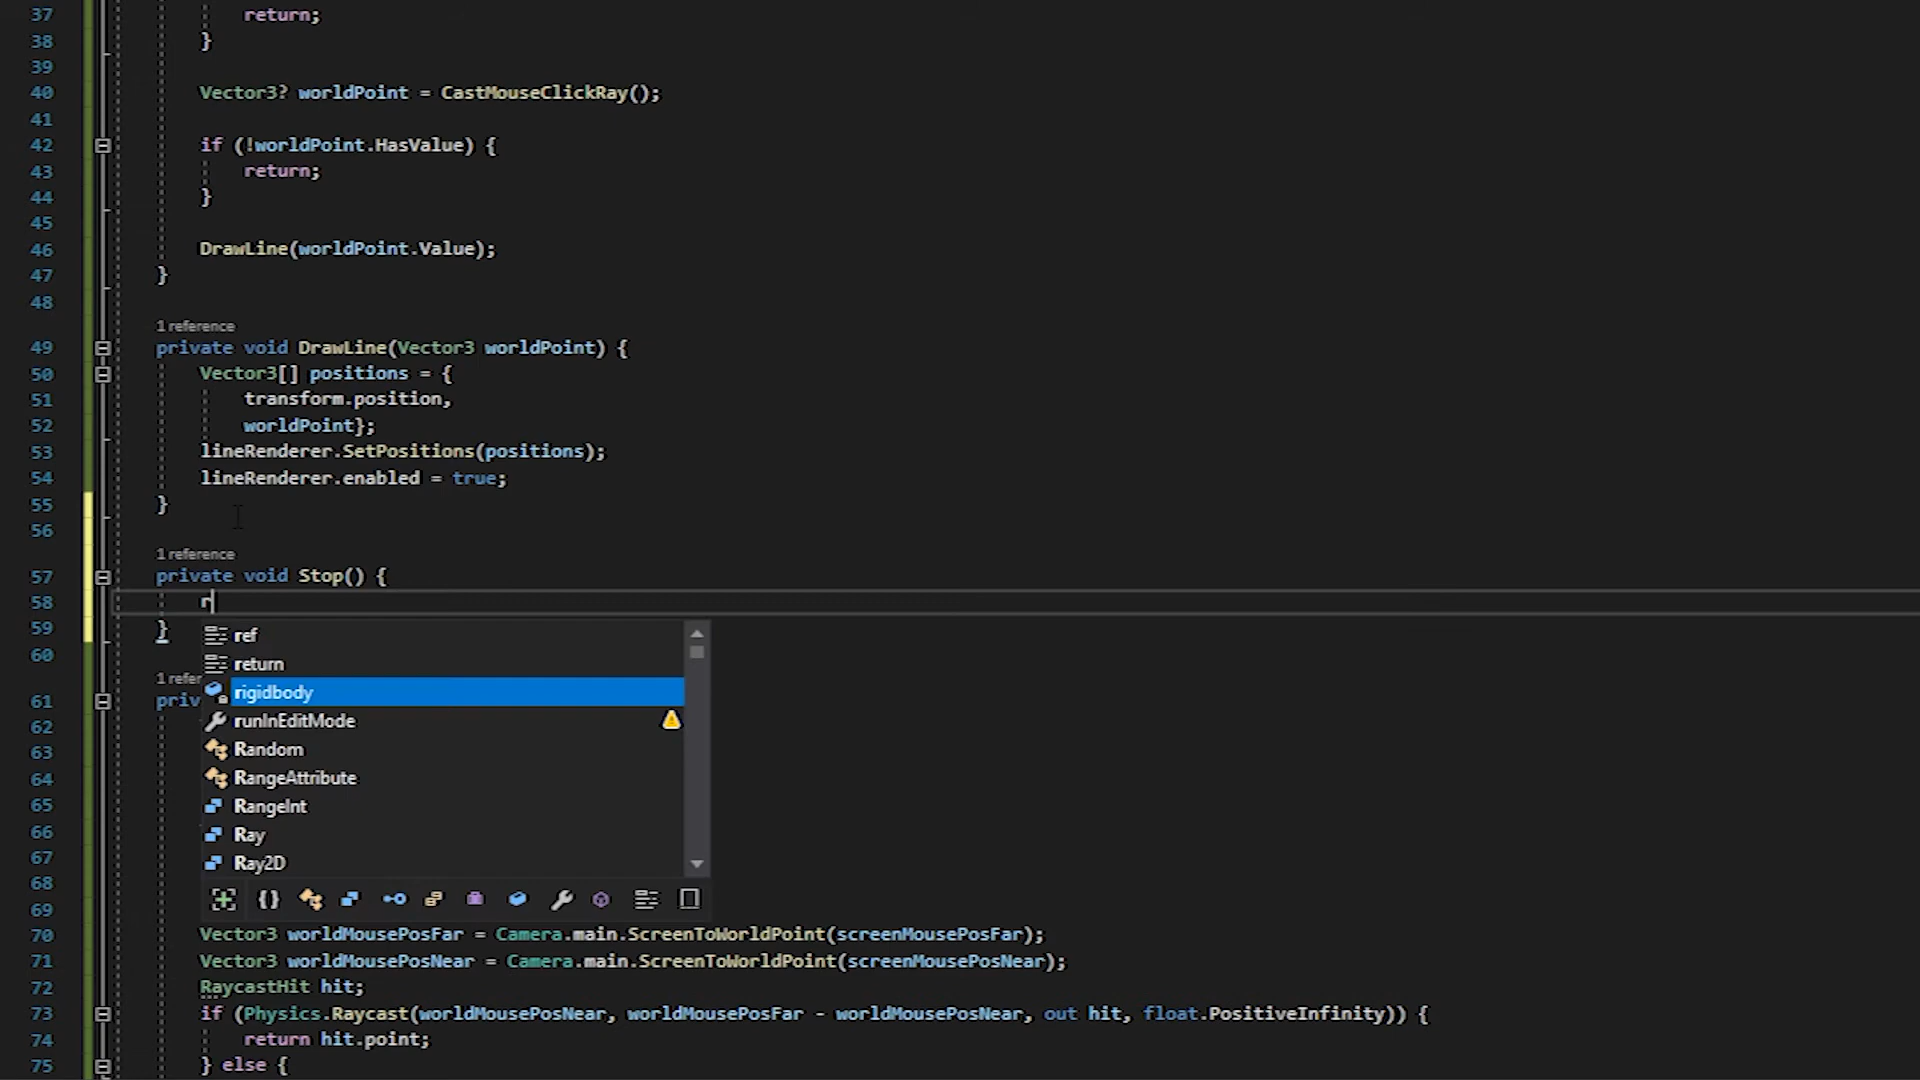 37 return;
38 }
39
40 Vector3? worldPoint = CastMouseClickRay();
41
42 if (!worldPoint.HasValue) {
43 return;
44 }
45
46 DrawLine(worldPoint.Value);
47 }
48
1 reference
49 private void DrawLine(Vector3 worldPoint) {
50 Vector3[] positions = {
51 transform.position,
52 worldPoint};
53 lineRenderer.SetPositions(positions);
54 lineRenderer.enabled = true;
55 }
56
1 reference
57 private void Stop() {
58 r
59 }
ref
60
return
1 refer
rigidbody
61 priv
62
runInEditMode
63
Random
64
RangeAttribute
65
RangeInt
66
Ray
67
Ray2D
68
69
70 Vector3 worldMousePosFar = Camera.main.ScreenToWorldPoint(screenMousePosFar);
71 Vector3 worldMousePosNear = Camera.main.ScreenToWorldPoint(screenMousePosNear);
72 RaycastHit hit;
73 if (Physics.Raycast(worldMousePosNear, worldMousePosFar - worldMousePosNear, out hit, float.PositiveInfinity)) {
74 return hit.point;
75 } else {